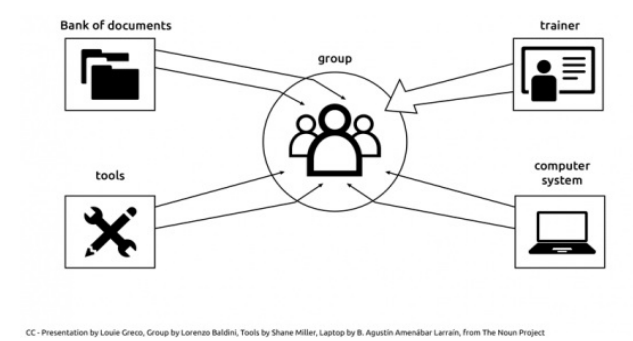 Bank of documents
trainer
group
tools
computer
system
CC - Presentation by Louie Greco, Group by Lorenzo Baldini, Tools by Shane Miller, Laptop by B. Agustín Amenábar Larraín, from The Noun Project